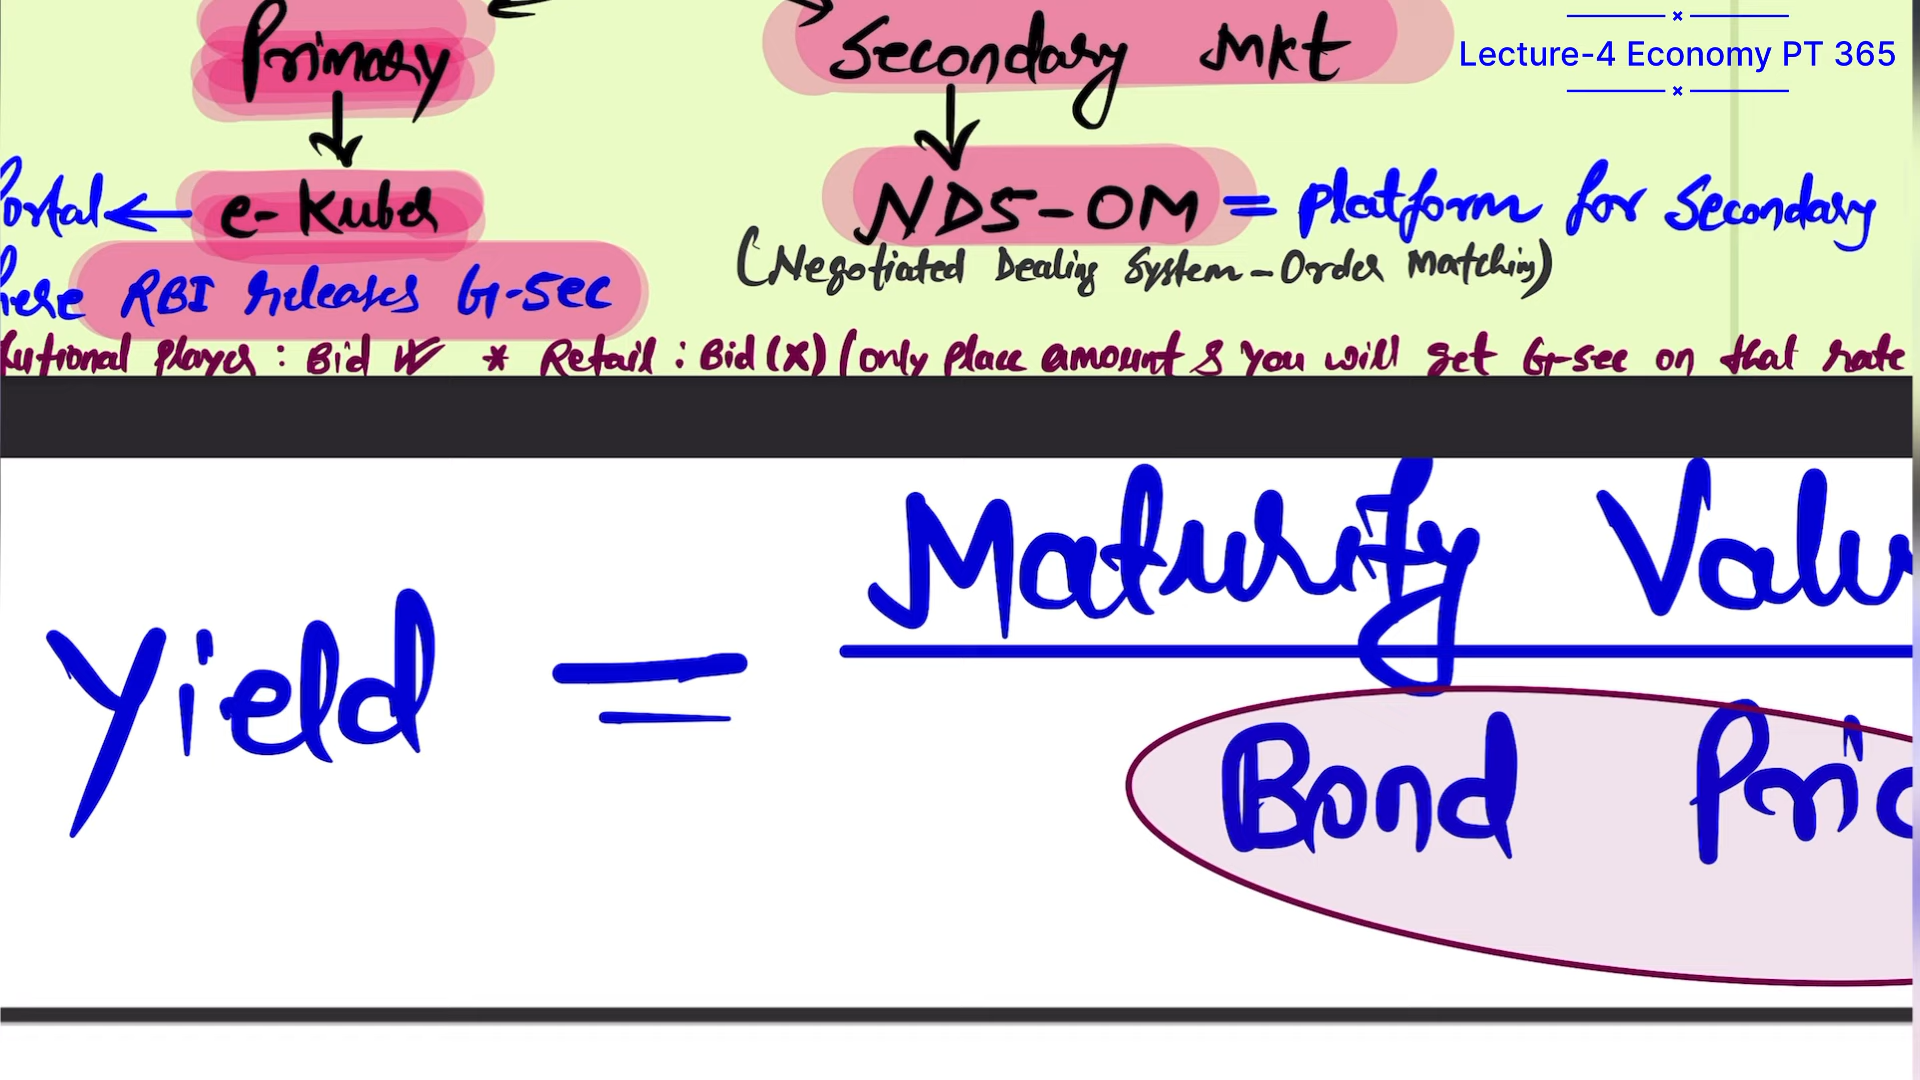 Primary Secondary Mkt
Lecture-4 Economy PT 365
ortal ← e-Kuber NDS-OM = Platform for Secondary
(Negotiated Dealing System-Order Matching)
here RBI releases G-Sec
tutional player : Bid * Retail : Bid (X) (only place amount & you will get G-sec on that rate
Maturity Valu
Yield =
Bond Pric